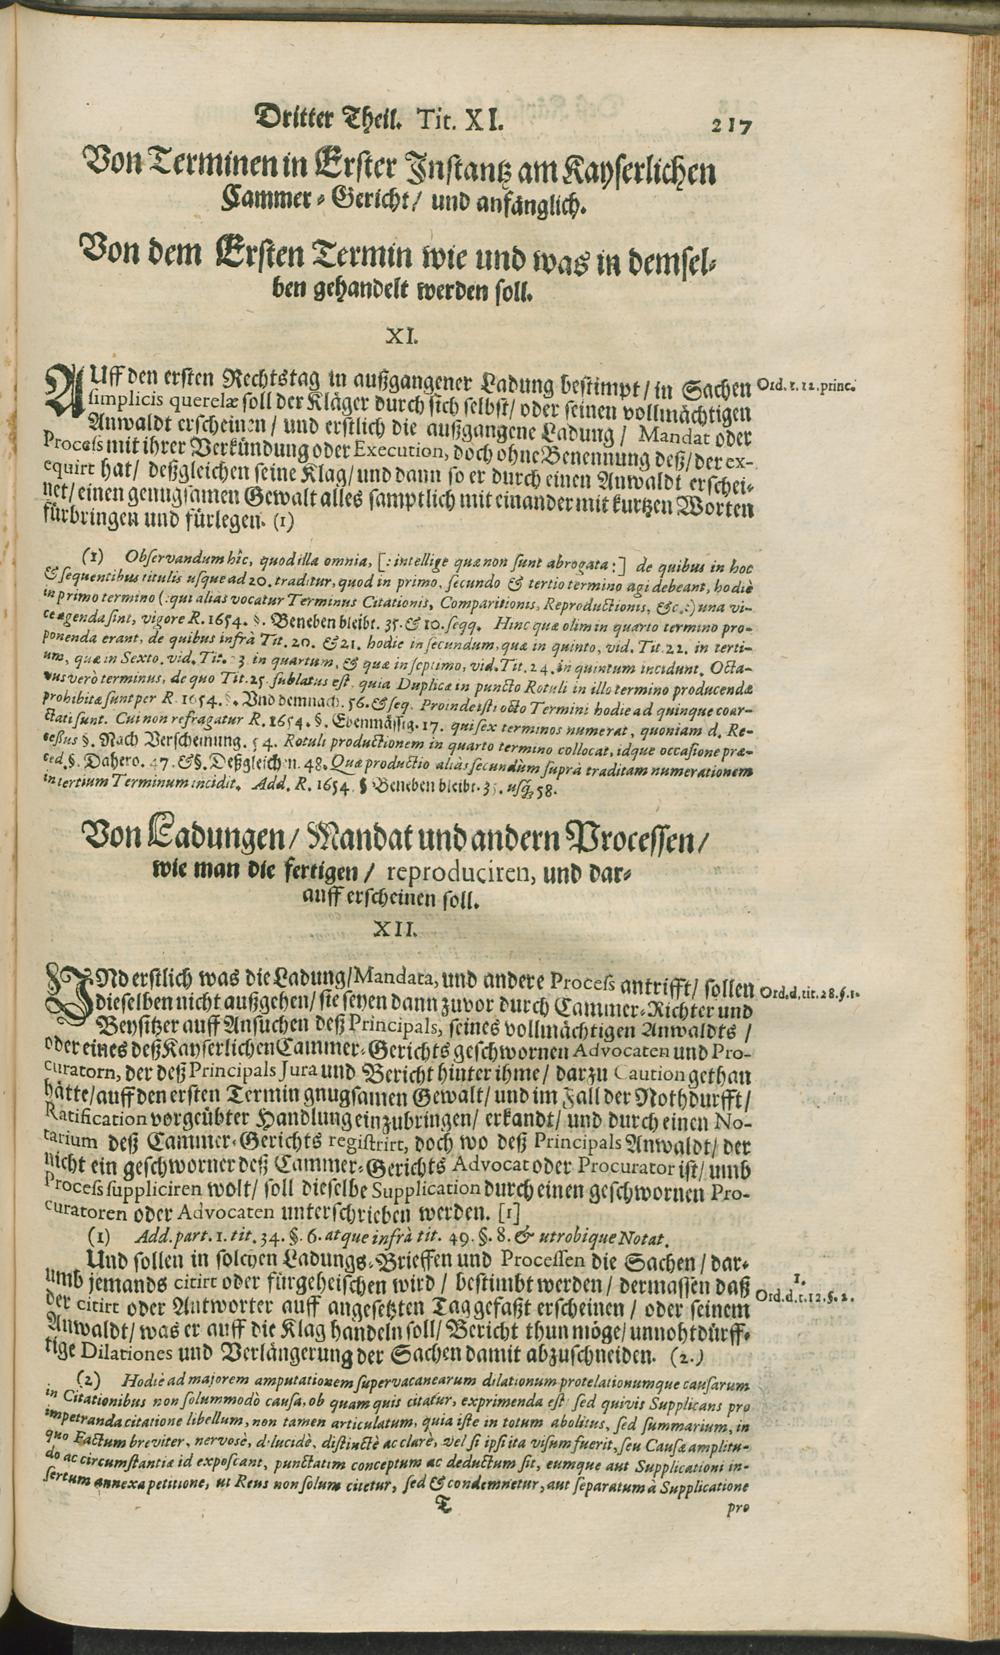 Dritter Theil. Tit. XI.
217
Von Terminen in Erster Instantz am Kayserlichen
Cammer-Gericht/ und anfänglich.
Von dem Ersten Termin wie und was in demsel-
ben gehandelt werden soll.
XI.
AUff den ersten Rechtstag in außgangener Ladung bestimpt/ in Sachen
Ord. t. 12. princ.
simplicis querelæ soll der Kläger durch sich selbst/ oder seinen vollmächtigen
Anwaldt erscheinen/ und erstlich die außgangene Ladung/ Mandat oder
Process mit ihrer Verkündung oder Execution, doch ohne Benennung deß/ der ex-
equirt hat/ deßgleichen seine Klag/ und dann so er durch einen Anwaldt erschei-
net/ einen genugsamen Gewalt alles samptlich mit einander mit kurtzen Worten
fürbringen und fürlegen. (1)
(1) Observandum hîc, quod illa omnia, [: intellige quæ non sunt abrogata :] de quibus in hoc
& sequentibus titulis usque ad 20. traditur, quod in primo, secundo & tertio termino agi debeant, hodiè
in primo termino (: qui alias vocatur Terminus Citationis, Comparitionis, Reproductionis, &c.:) una vi-
ce agenda sint, vigore R. 1654. §. Beneben bleibt. 35. & 10. seqq. Hinc quæ olim in quarto termino pro-
ponenda erant, de quibus infrà Tit. 20. & 21. hodie in secundum, quæ in quinto, vid. Tit. 22. in terti-
um, quæ in Sexto. vid. Tit. 3 in quartum, & quæ in septimo, vid. Tit. 24. in quintum incidunt. Octa-
vus verò terminus, de quo Tit. 25 sublatus est, quia Duplicæ in puncto Rotuli in illo termino producendæ
prohibitæ sunt per R. 1654. §. Und demnach. 56. & seq. Proinde isti octo Termini hodie ad quinque coar-
ctati sunt. Cui non refragatur R. 1654. §. Ebenmässig. 17. qui sex terminos numerat, quoniam d. Re-
cessus §. Nach Verscheinung. 54. Rotuli productionem in quarto termino collocat, idque occasione præ-
ced. §. Dahero. 47. & §. Deßgleichen. 48. Quæ productio aliàs secundùm suprà traditam numerationem
in tertium Terminum incidit. Add. R. 1654. § Beneben bleibt. 35. usq; 58.
Von Ladungen/ Mandat und andern Processen/
wie man die fertigen/ reproduciren, und dar-
auff erscheinen soll.
XII.
UNd erstlich was die Ladung/ Mandata, und andere Process antrifft/ sollen
Ord. d. tit. 28. §. 1.
dieselben nicht außgehen/ sie seyen dann zuvor durch Cammer-Richter und
Beysitzer auff Ansuchen deß Principals, seines vollmächtigen Anwaldts/
oder eines deß Kayserlichen Cammer-Gerichts geschwornen Advocaten und Pro-
curatorn, der deß Principals Jura und Bericht hinter ihme/ darzu Caution gethan
hätte/ auff den ersten Termin gnugsamen Gewalt/ und im Fall der Nothdurfft/
Ratification vorgeübter Handlung einzubringen/ erkandt/ und durch einen No-
tarium deß Cammer-Gerichts registrirt, doch wo deß Principals Anwaldt/ der
nicht ein geschworner deß Cammer-Gerichts Advocat oder Procurator ist/ umb
Process suppliciren wolt/ soll dieselbe Supplication durch einen geschwornen Pro-
curatoren oder Advocaten unterschrieben werden. [1]
(1) Add. part. 1. tit. 34. §. 6. atque infrà tit. 49. §. 8. & utrobique Notat.
Und sollen in solchen Ladungs-Brieffen und Processen die Sachen/ dar-
umb jemands citirt oder fürgeheischen wird/ bestimbt werden/ dermassen daß
1.
Ord. d. t. 12. §. 2.
der citirt oder Antworter auff angesetzten Tag gefaßt erscheinen/ oder seinem
Anwaldt/ was er auff die Klag handeln soll/ Bericht thun möge/ unnohtdürff-
tige Dilationes und Verlängerung der Sachen damit abzuschneiden. (2.)
(2) Hodiè ad majorem amputationem supervacanearum dilationum protelationumque causarum
in Citationibus non solummodò causa, ob quam quis citatur, exprimenda est sed quivis Supplicans pro
impetranda citatione libellum, non tamen articulatum, quia iste in totum abolitus, sed summarium, in
quo Factum breviter, nervosè, dilucidè, distinctè ac clarè, vel si ipsi ita visum fuerit, seu Causæ amplitu-
do ac circumstantia id exposcant, punctatim conceptum ac deductum sit, eumque aut Supplicationi in-
sertum annexa petitione, ut Reus non solum citetur, sed & condemnetur, aut separatum à Supplicatione
T
pro